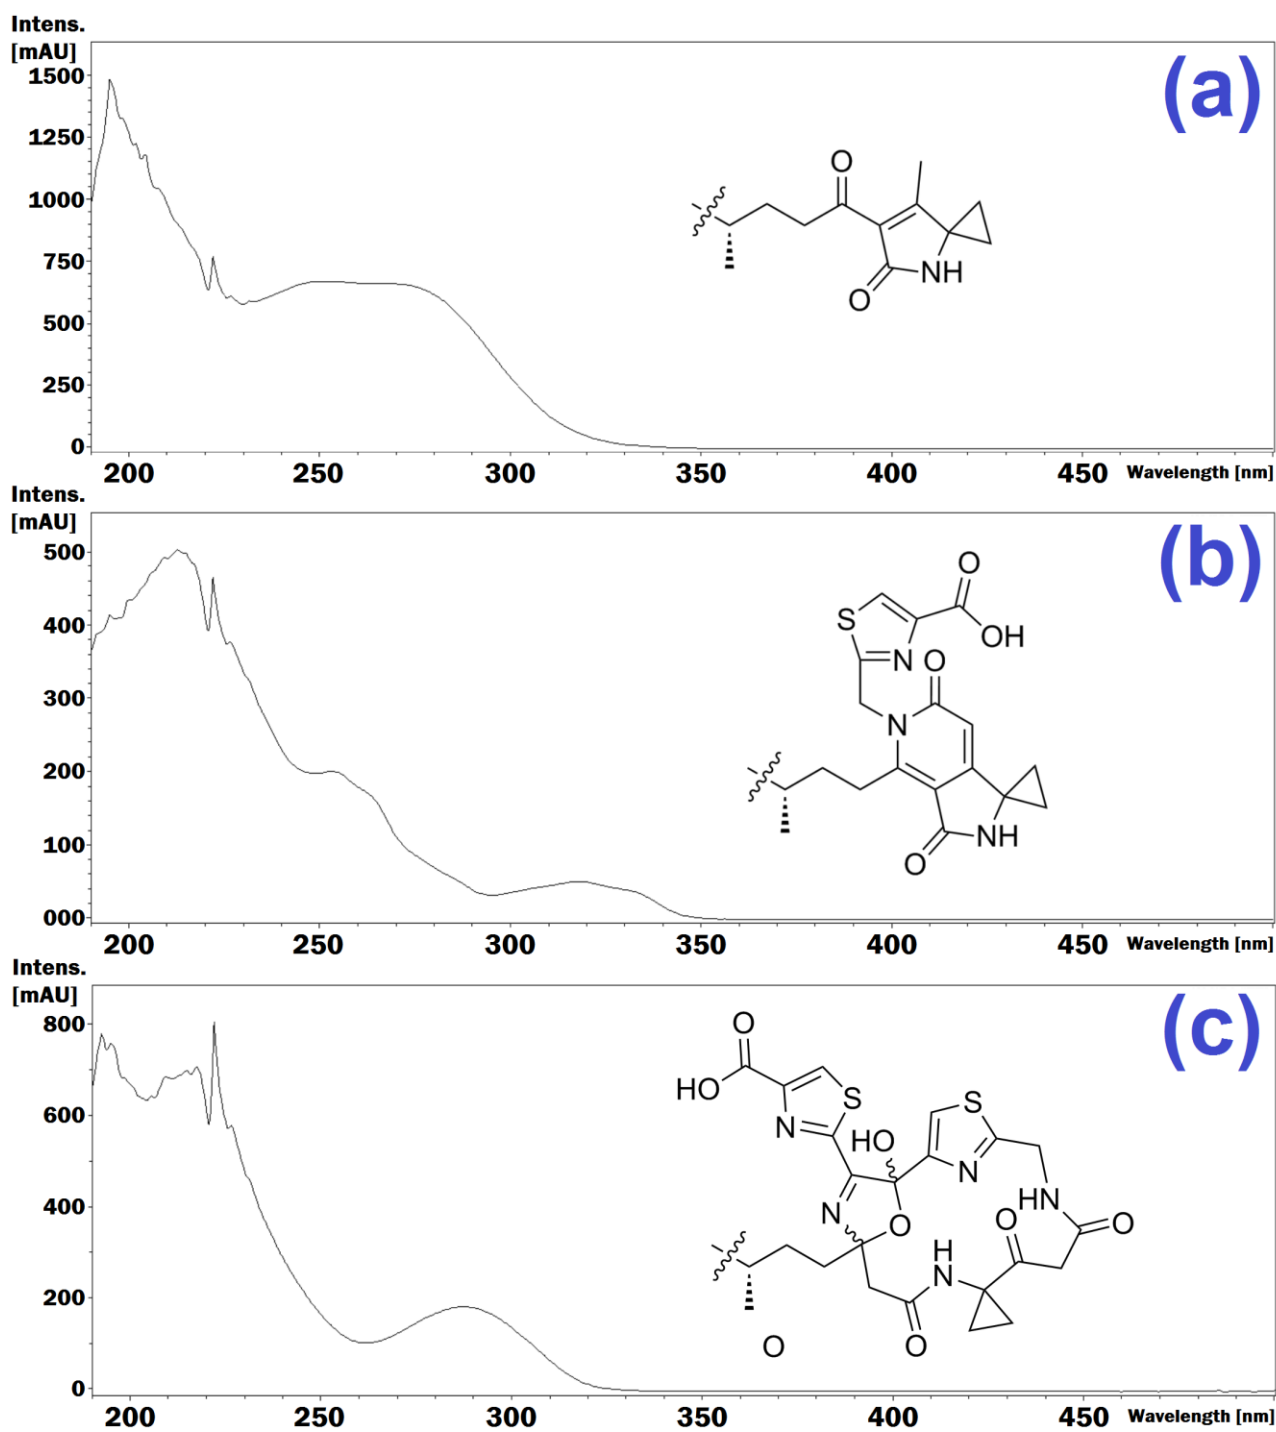 Intens.
[mAU]
(a)
1500
1250
1000
750
500
250
0
O
NH
O
200 250 300 350 400 450 Wavelength [nm]
Intens.
[mAU]
(b)
500
400
300
200
100
000
O
S
OH
N O
N
NH
O
200 250 300 350 400 450 Wavelength [nm]
Intens.
[mAU]
(c)
800
600
400
200
0
O
HO
S S
N HO
N
HN
N O O O
H
N
O O
200 250 300 350 400 450 Wavelength [nm]